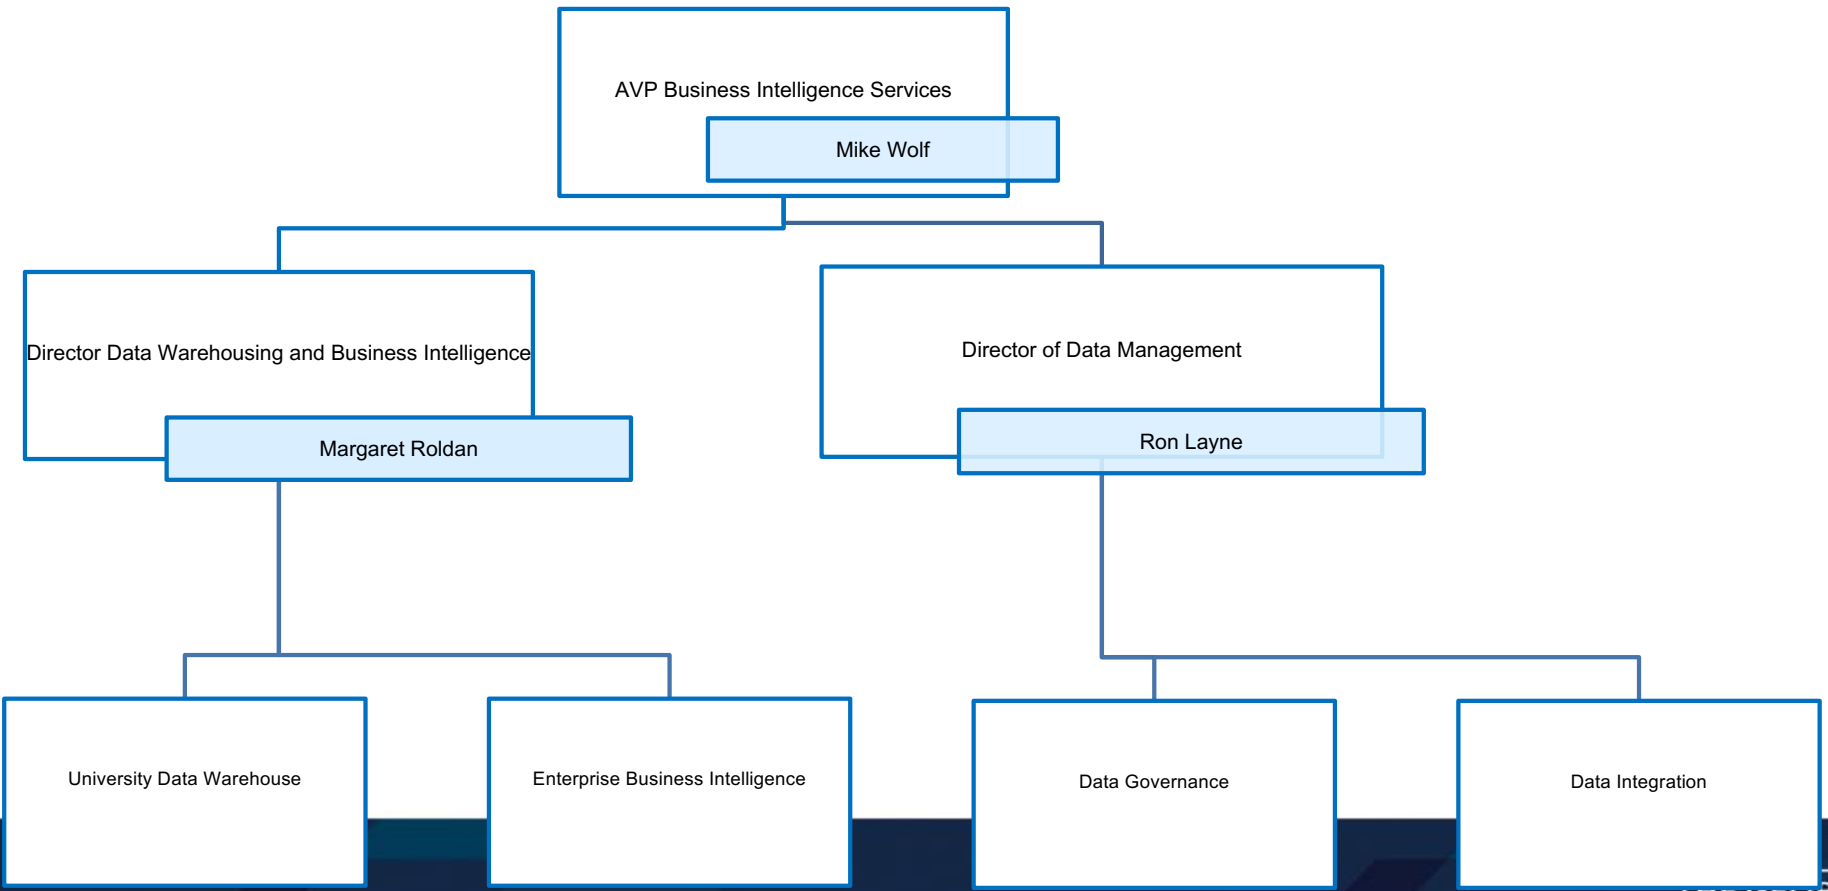 AVP Business Intelligence Services
Mike Wolf
Director Data Warehousing and Business Intelligence
Margaret Roldan
Director of Data Management
Ron Layne
University Data Warehouse
Enterprise Business Intelligence
Data Governance
Data Integration